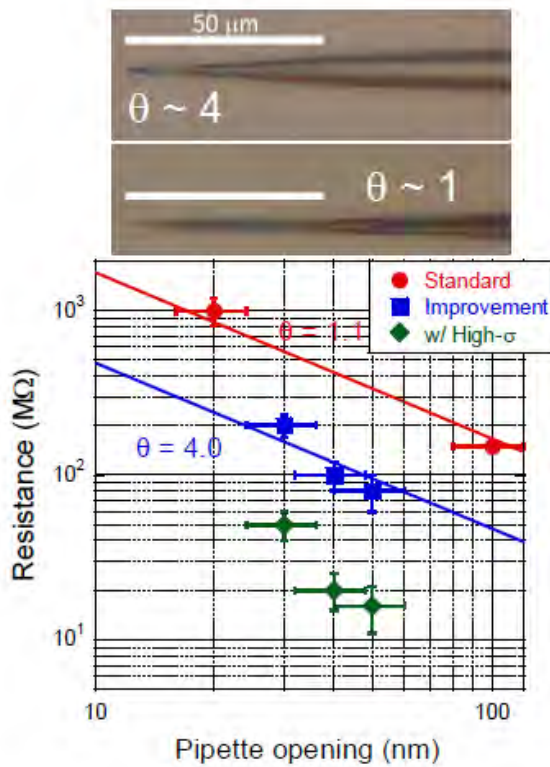 50 μm
θ ~ 4
θ ~ 1
Standard
Improvement
w/ High-σ
θ = 1.1
θ = 4.0
10³
10²
10¹
Resistance (MΩ)
10
100
Pipette opening (nm)